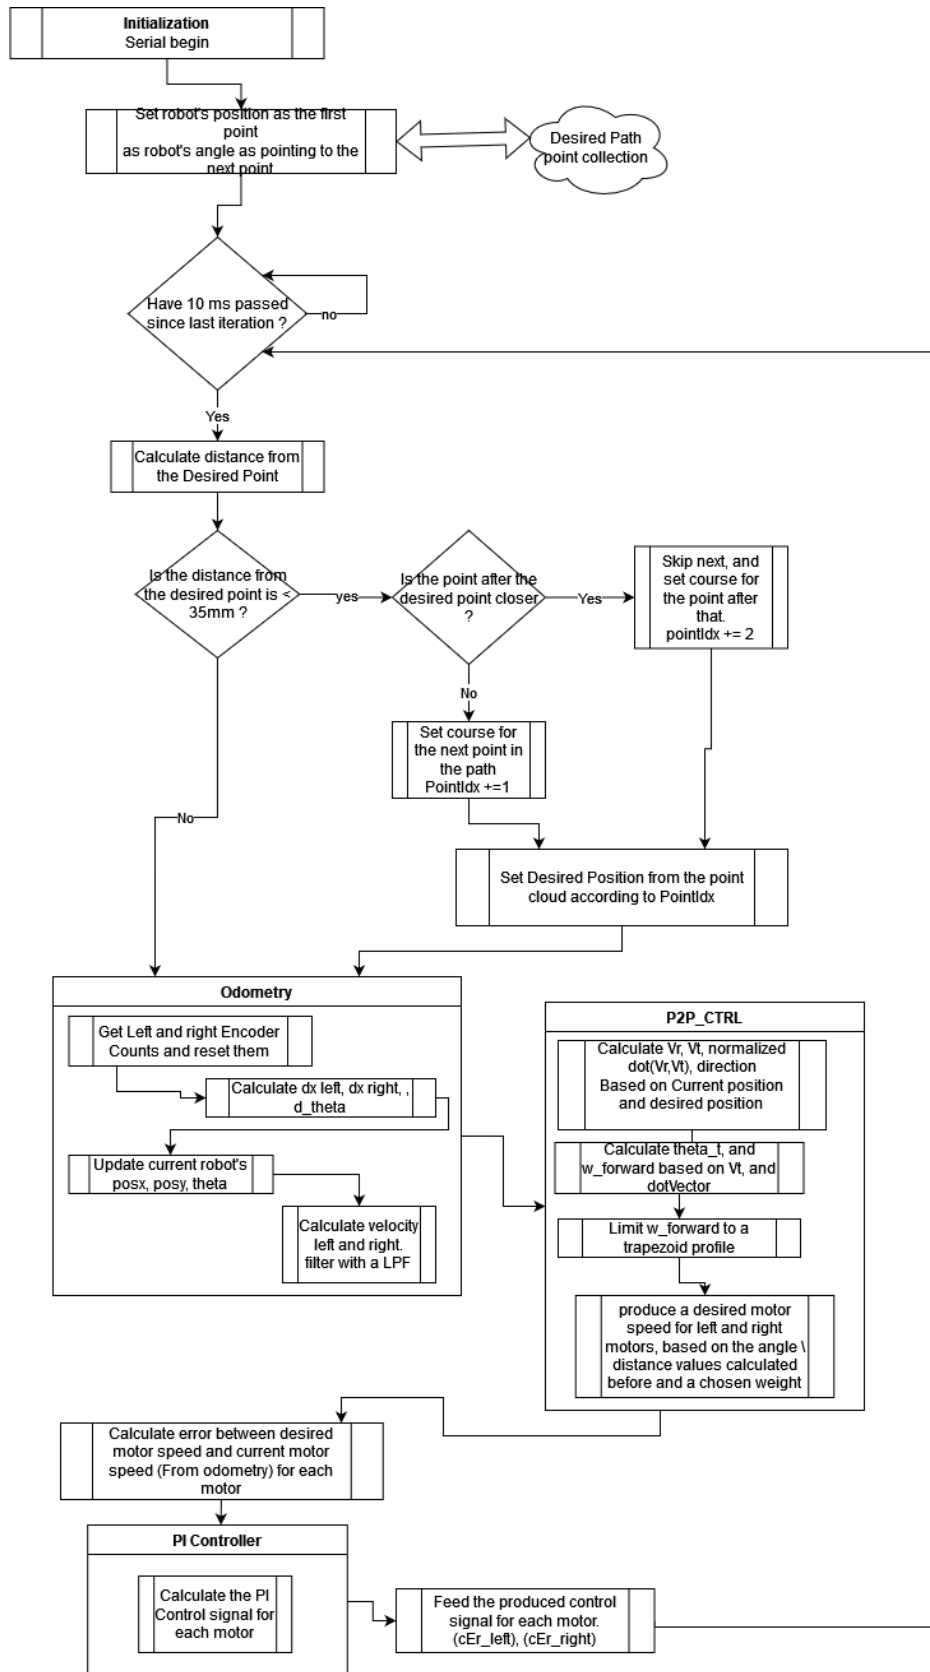 Initialization
Serial begin
Set robot's position as the first
point
as robot's angle as pointing to the
next point
Desired Path
point collection
Have 10 ms passed
since last iteration ?
no
Yes
Calculate distance from
the Desired Point
Is the distance from
the desired point is <
35mm ?
yes
Is the point after the
desired point closer
?
Yes
Skip next, and
set course for
the point after
that.
pointIdx += 2
No
Set course for
the next point in
the path
PointIdx +=1
No
Set Desired Position from the point
cloud according to PointIdx
Odometry
Get Left and right Encoder
Counts and reset them
Calculate dx left, dx right, ,
d_theta
Update current robot's
posx, posy, theta
Calculate velocity
left and right.
filter with a LPF
P2P_CTRL
Calculate Vr, Vt, normalized
dot(Vr,Vt), direction
Based on Current position
and desired position
Calculate theta_t, and
w_forward based on Vt, and
dotVector
Limit w_forward to a
trapezoid profile
produce a desired motor
speed for left and right
motors, based on the angle \
distance values calculated
before and a chosen weight
Calculate error between desired
motor speed and current motor
speed (From odometry) for each
motor
PI Controller
Calculate the PI
Control signal for
each motor
Feed the produced control
signal for each motor.
(cEr_left), (cEr_right)